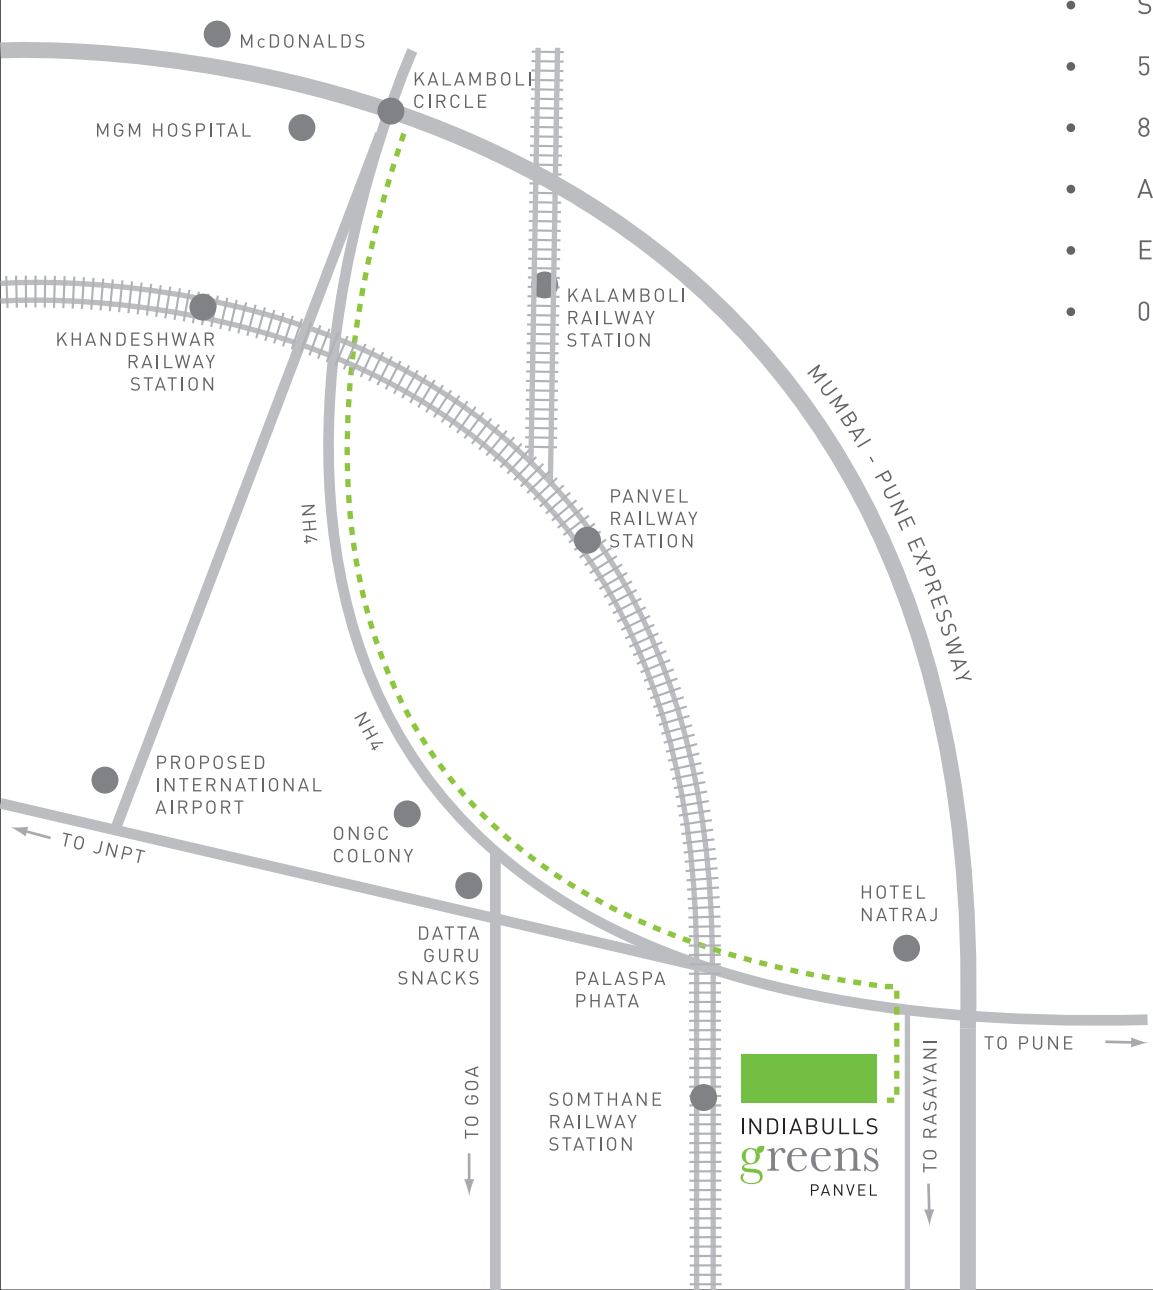 McDONALDS
KALAMBOLI
CIRCLE
MGM HOSPITAL
KALAMBOLI
RAILWAY
STATION
KHANDESHWAR
RAILWAY
STATION
MUMBAI - PUNE EXPRESSWAY
PANVEL
RAILWAY
STATION
NH4
NH4
PROPOSED
INTERNATIONAL
AIRPORT
TO JNPT
ONGC
COLONY
DATTA
GURU
SNACKS
HOTEL
NATRAJ
PALASPA
PHATA
TO PUNE
TO GOA
SOMTHANE
RAILWAY
STATION
TO RASAYANI
INDIABULLS
greens
PANVEL
• S
• 5
• 8
• A
• E
• 0